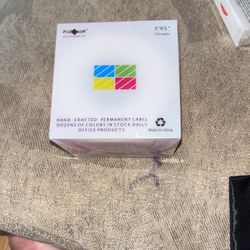 3"X5"
HAND-CRAFTED PERMANENT LABEL
DOZENS OF COLORS IN STOCK DAILY
OFFICE PRODUCTS
Made in China